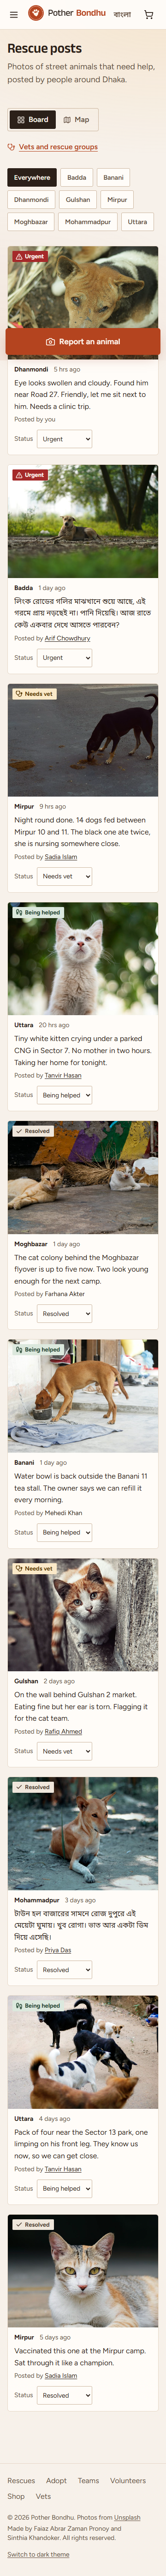 Pother Bondhu
বাংলা
Rescue posts
Photos of street animals that need help,
posted by people around Dhaka.
Board
Map
Vets and rescue groups
Everywhere
Badda
Banani
Dhanmondi
Gulshan
Mirpur
Moghbazar
Mohammadpur
Uttara
Urgent
Report an animal
Dhanmondi 5 hrs ago
Eye looks swollen and cloudy. Found him
near Road 27. Friendly, let me sit next to
him. Needs a clinic trip.
Posted by you
Status Urgent
Urgent
Badda 1 day ago
লিংক রোডের গলির মাঝখানে শুয়ে আছে, এই
গরমে প্রায় নড়ছেই না। পানি দিয়েছি। আজ রাতে
কেউ একবার দেখে আসতে পারবেন?
Posted by Arif Chowdhury
Status Urgent
Needs vet
Mirpur 9 hrs ago
Night round done. 14 dogs fed between
Mirpur 10 and 11. The black one ate twice,
she is nursing somewhere close.
Posted by Sadia Islam
Status Needs vet
Being helped
Uttara 20 hrs ago
Tiny white kitten crying under a parked
CNG in Sector 7. No mother in two hours.
Taking her home for tonight.
Posted by Tanvir Hasan
Status Being helped
Resolved
Moghbazar 1 day ago
The cat colony behind the Moghbazar
flyover is up to five now. Two look young
enough for the next camp.
Posted by Farhana Akter
Status Resolved
Being helped
Banani 1 day ago
Water bowl is back outside the Banani 11
tea stall. The owner says we can refill it
every morning.
Posted by Mehedi Khan
Status Being helped
Needs vet
Gulshan 2 days ago
On the wall behind Gulshan 2 market.
Eating fine but her ear is torn. Flagging it
for the cat team.
Posted by Rafiq Ahmed
Status Needs vet
Resolved
Mohammadpur 3 days ago
টাউন হল বাজারের সামনে রোজ দুপুরে এই
মেয়েটা ঘুমায়। খুব রোগা। ভাত আর একটা ডিম
দিয়ে এসেছি।
Posted by Priya Das
Status Resolved
Being helped
Uttara 4 days ago
Pack of four near the Sector 13 park, one
limping on his front leg. They know us
now, so we can get close.
Posted by Tanvir Hasan
Status Being helped
Resolved
Mirpur 5 days ago
Vaccinated this one at the Mirpur camp.
Sat through it like a champion.
Posted by Sadia Islam
Status Resolved
Rescues Adopt Teams Volunteers
Shop Vets
© 2026 Pother Bondhu. Photos from Unsplash
Made by Faiaz Abrar Zaman Pronoy and
Sinthia Khandoker. All rights reserved.
Switch to dark theme